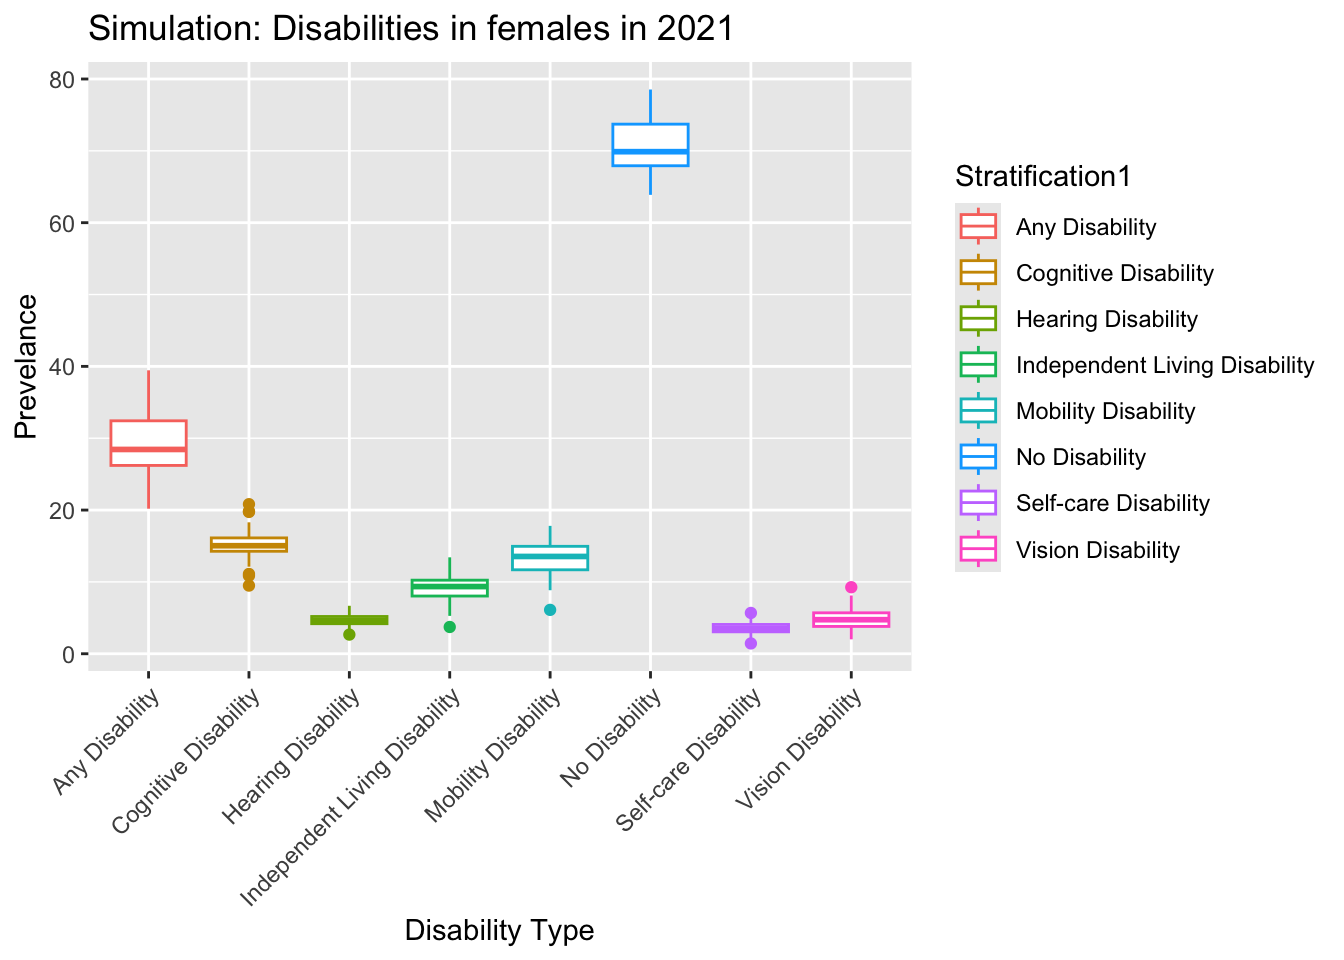 Simulation: Disabilities in females in 2021
Prevelance
80
60
40
20
0
Any Disability
Cognitive Disability
Hearing Disability
Independent Living Disability
Mobility Disability
No Disability
Self-care Disability
Vision Disability
Disability Type
Stratification1
Any Disability
Cognitive Disability
Hearing Disability
Independent Living Disability
Mobility Disability
No Disability
Self-care Disability
Vision Disability